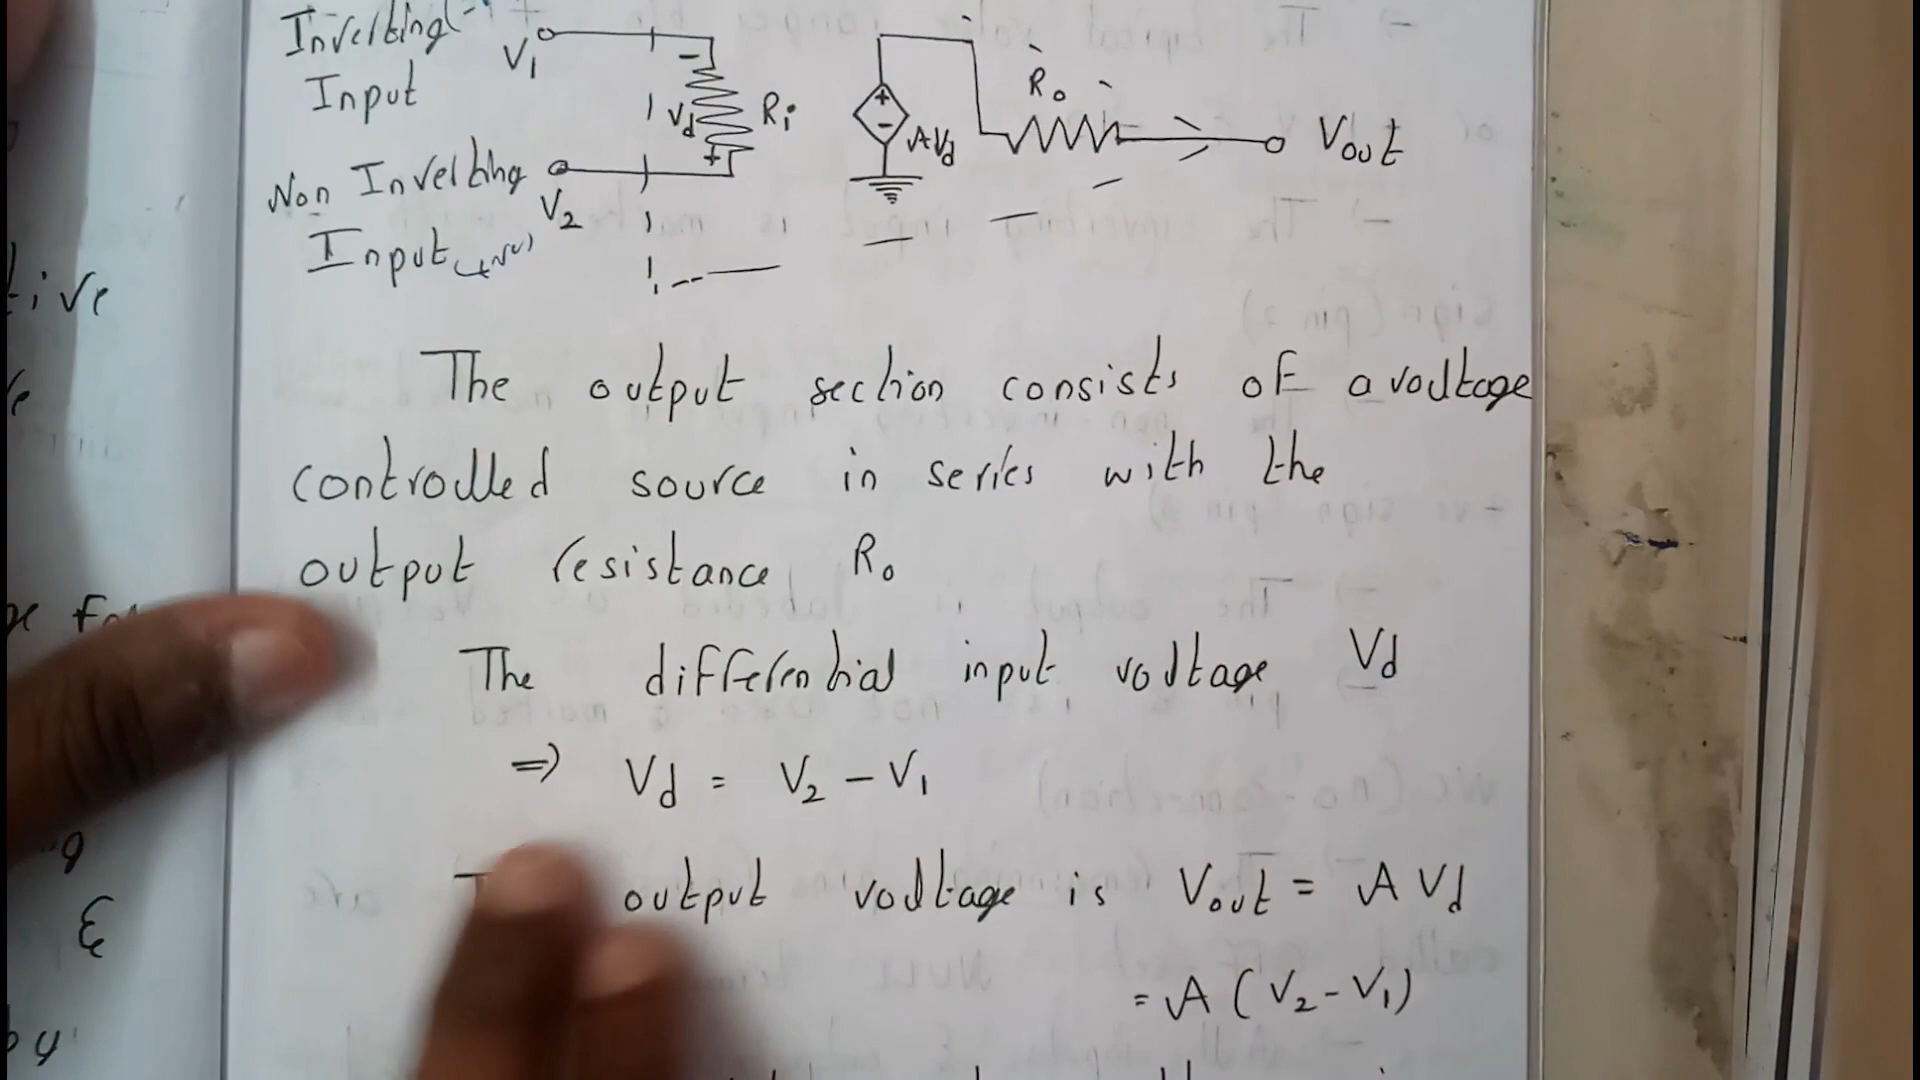 Inverting (-
V1
Input
Vd
Ri
Ro
AVd
Vout
Non Inverting
V2
Input
The output section consists of a voltage
controlled source in series with the
output resistance Ro
The differential input voltage Vd
=> Vd = V2 - V1
output voltage is Vout = A Vd
= A (V2 - V1)